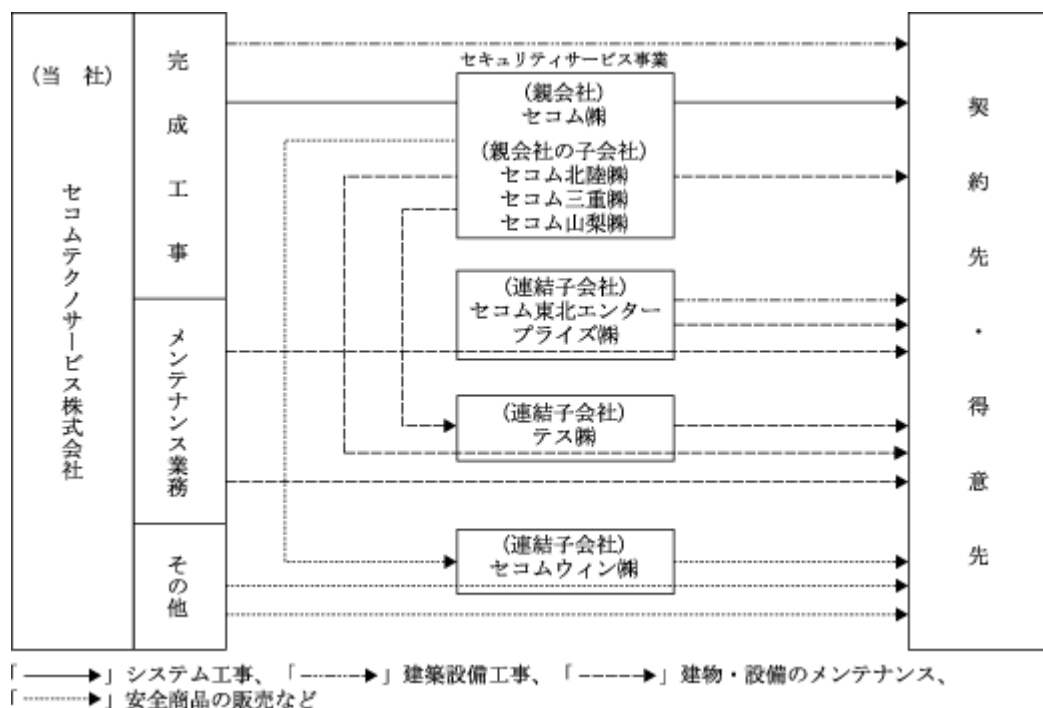 (当 社)
セコムテクノサービス株式会社
完成工事
メンテナンス業務
その他
セキュリティサービス事業
(親会社)
セコム㈱
(親会社の子会社)
セコム北陸㈱
セコム三重㈱
セコム山梨㈱
(連結子会社)
セコム東北エンター
プライズ㈱
(連結子会社)
テス㈱
(連結子会社)
セコムウィン㈱
契約先・得意先
「 」システム工事、「 」建築設備工事、「 」建物・設備のメンテナンス、
「 」安全商品の販売など